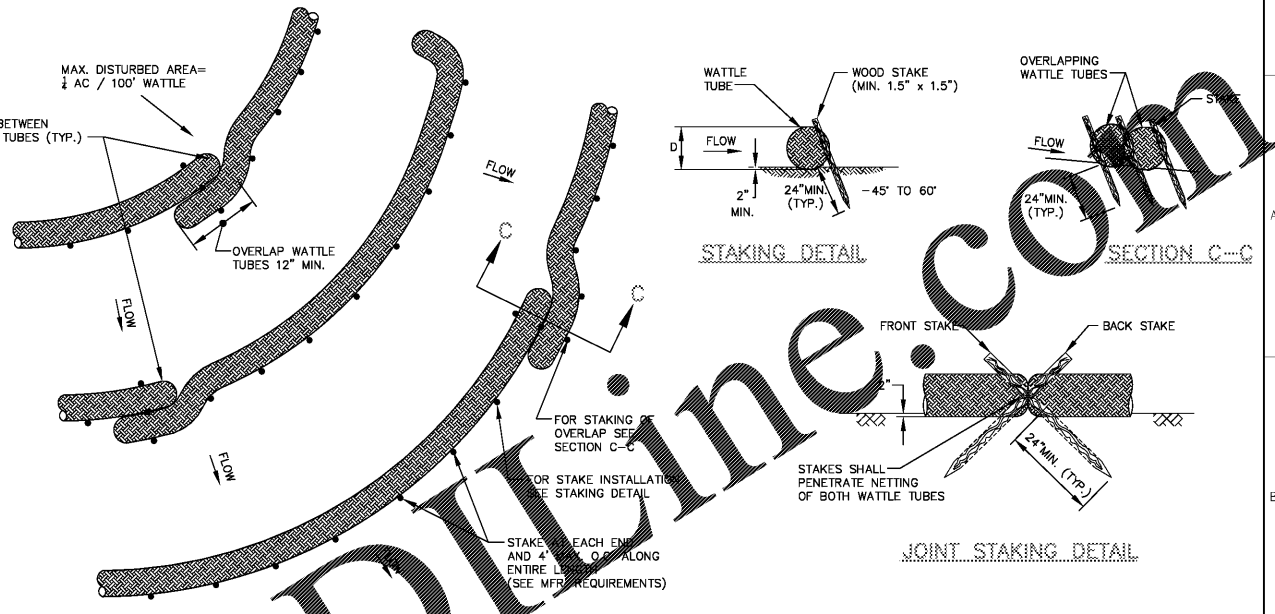 MAX. DISTURBED AREA=
¼ AC / 100' WATTLE
BETWEEN
TUBES (TYP.)
OVERLAP WATTLE
TUBES 12" MIN.
FLOW
FLOW
FLOW
C
C
FOR STAKING OF
OVERLAP SEE
SECTION C-C
FOR STAKE INSTALLATION
SEE STAKING DETAIL
STAKE AT EACH END
AND 4' MAX. O.C. ALONG
ENTIRE LENGTH
(SEE MFR. REQUIREMENTS)
WATTLE
TUBE
WOOD STAKE
(MIN. 1.5" x 1.5")
D
FLOW
2"
MIN.
24"MIN.
(TYP.)
45° TO 60°
STAKING DETAIL
OVERLAPPING
WATTLE TUBES
STAKE
FLOW
24"MIN.
(TYP.)
SECTION C-C
FRONT STAKE
BACK STAKE
2"
STAKES SHALL
PENETRATE NETTING
OF BOTH WATTLE TUBES
24"MIN. (TYP.)
JOINT STAKING DETAIL
A
B
Line.com